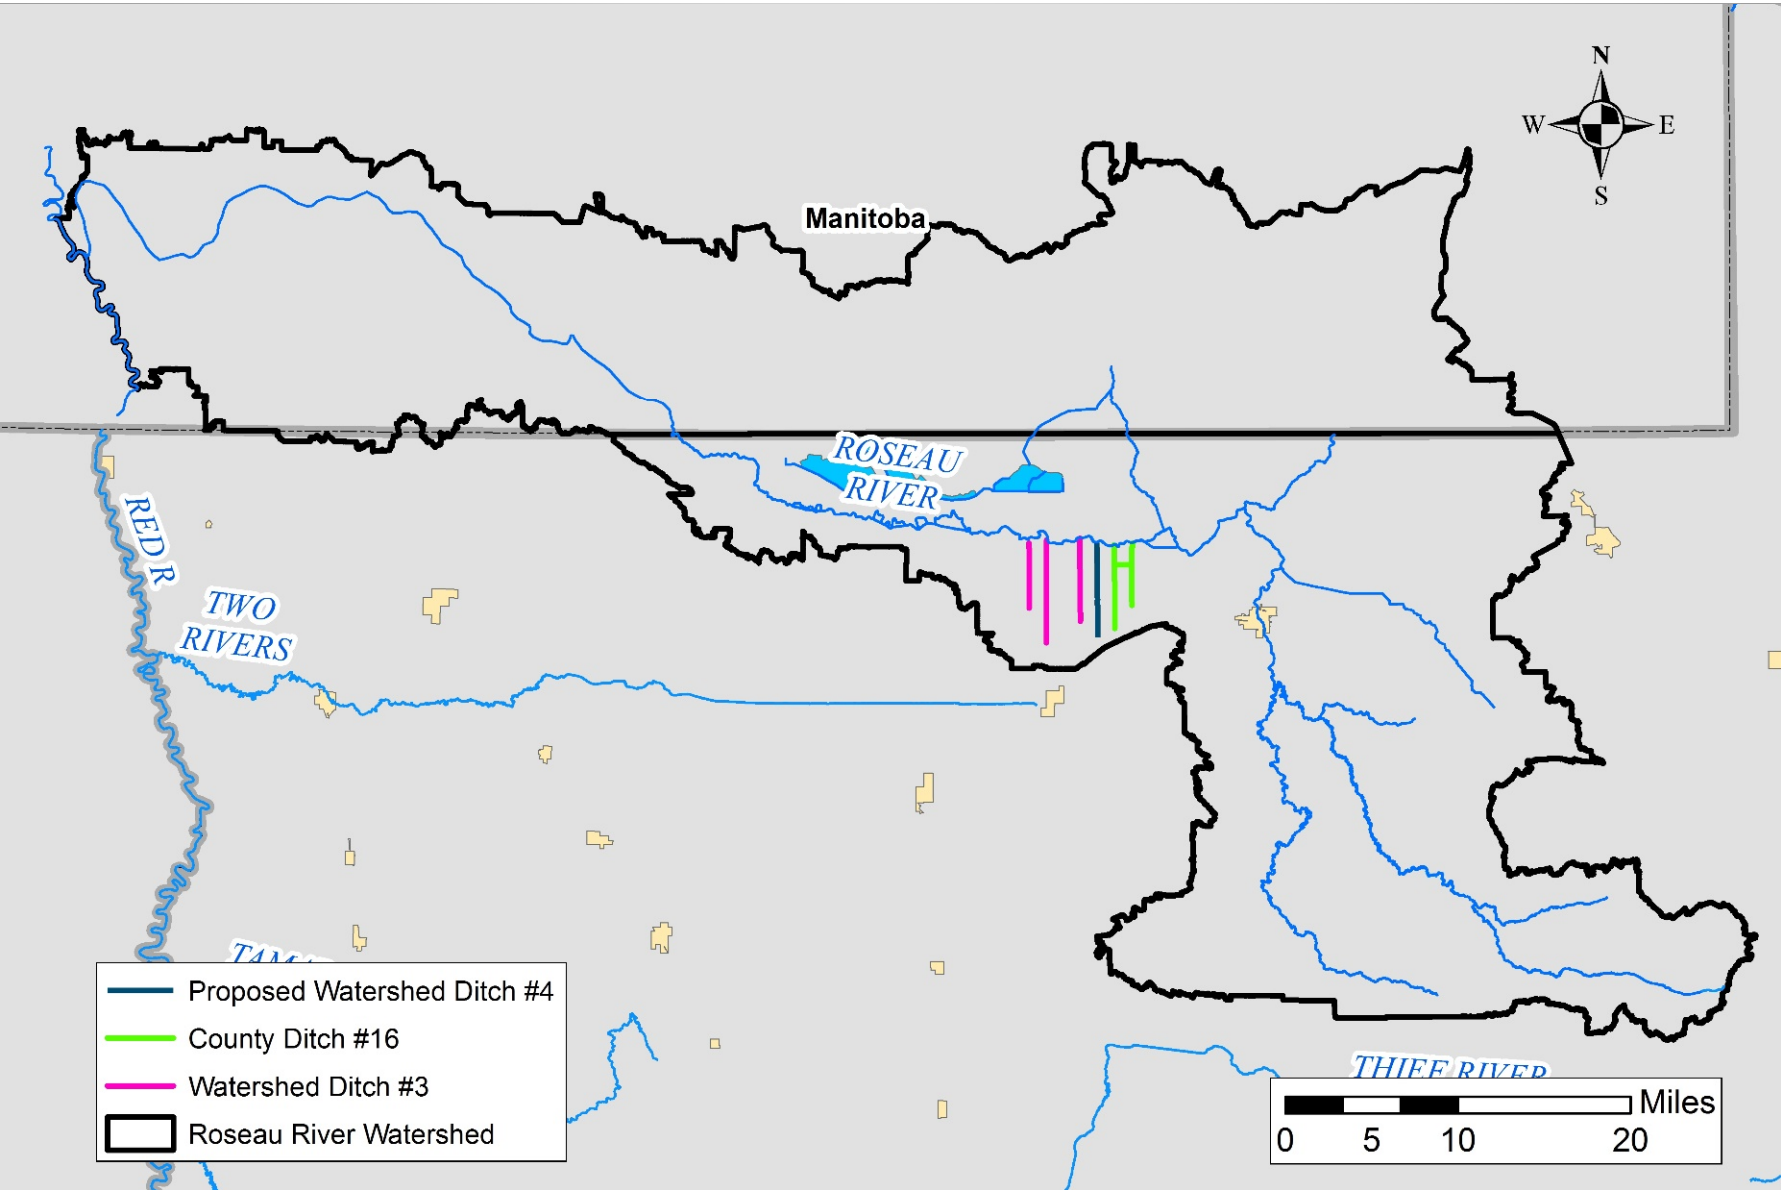 N
W E
S
Manitoba
ROSEAU
RIVER
RED R
TWO
RIVERS
Proposed Watershed Ditch #4
County Ditch #16
Watershed Ditch #3
Roseau River Watershed
THIEF RIVER
Miles
0 5 10 20